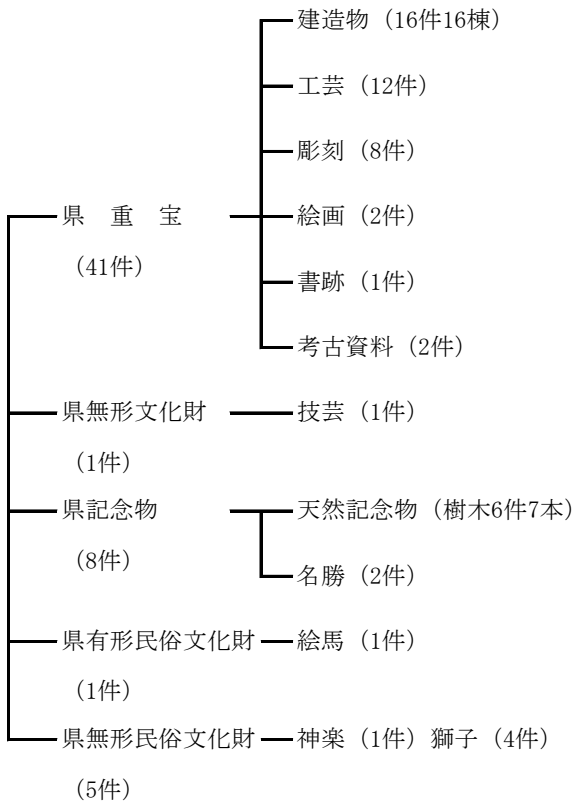 建造物（16件16棟）
工芸（12件）
彫刻（8件）
県　重　宝　絵画（2件）
（41件）
書跡（1件）
考古資料（2件）
県無形文化財　技芸（1件）
（1件）
県記念物　天然記念物（樹木6件7本）
（8件）
名勝（2件）
県有形民俗文化財　絵馬（1件）
（1件）
県無形民俗文化財　神楽（1件）獅子（4件）
（5件）